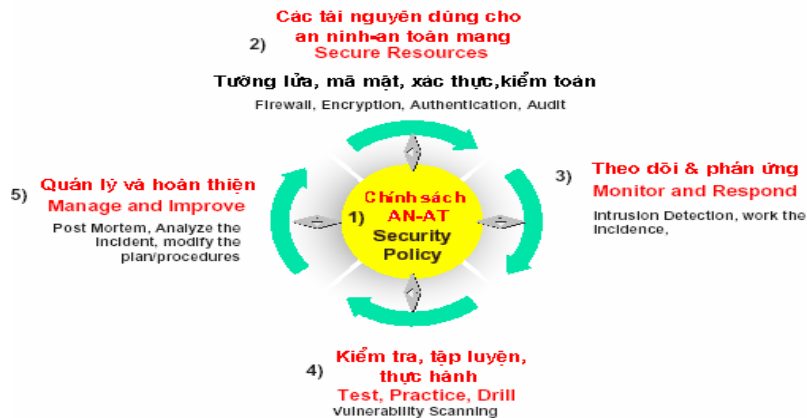 Các tài nguyên dùng cho
an ninh-an toàn mang
2)
Secure Resources
Tường lửa, mã mật, xác thực,kiểm toán
Firewall, Encryption, Authentication, Audit
5)
Quản lý và hoàn thiện
Manage and Improve
Post Mortem, Analyze the
Incident, modify the
plan/procedures
1)
Chính sách
AN-AT
Security
Policy
3)
Theo dõi & phản ứng
Monitor and Respond
Intrusion Detection, work the
incidence,
4)
Kiểm tra, tập luyện,
thực hành
Test, Practice, Drill
Vulnerability Scanning